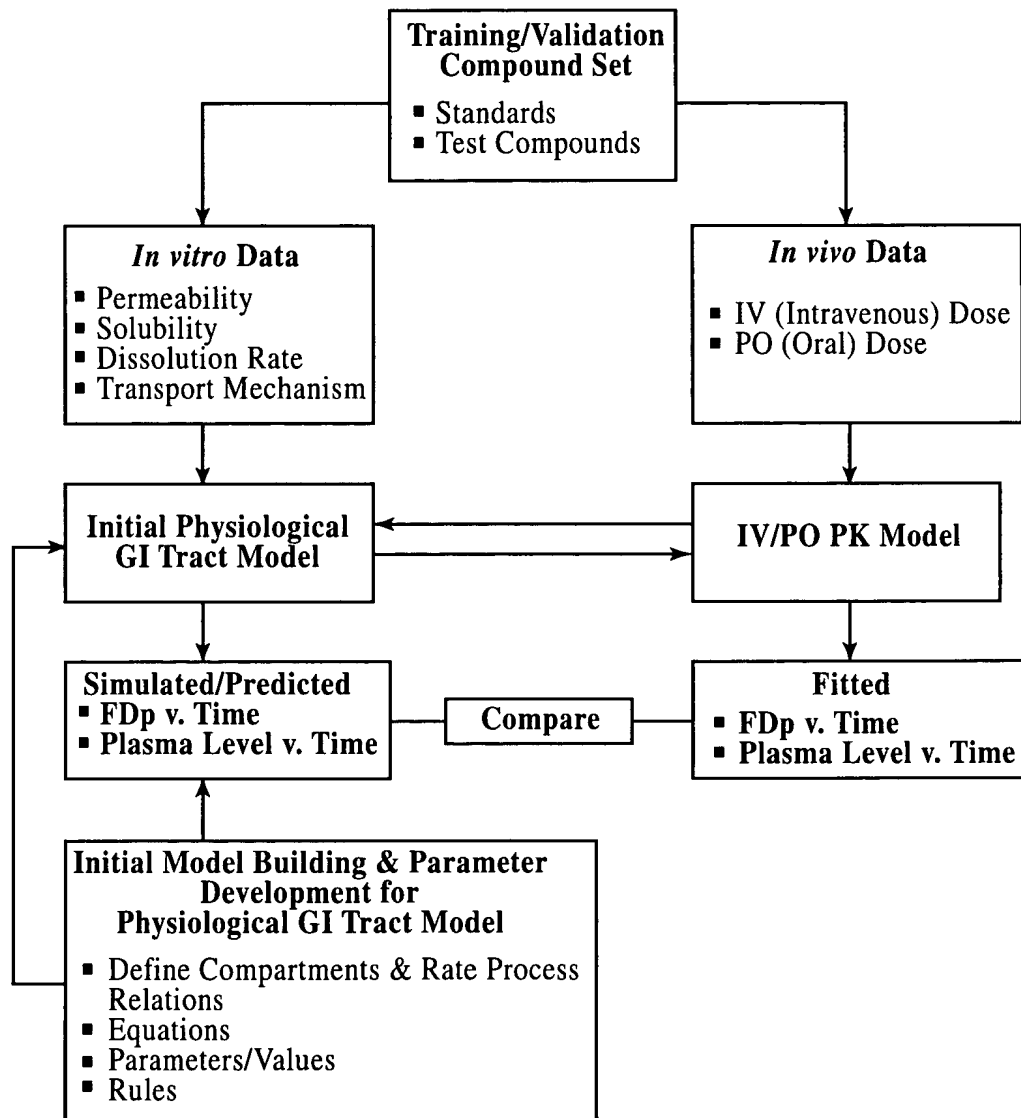 Training/Validation
Compound Set
▪ Standards
▪ Test Compounds
In vitro Data
▪ Permeability
▪ Solubility
▪ Dissolution Rate
▪ Transport Mechanism
In vivo Data
▪ IV (Intravenous) Dose
▪ PO (Oral) Dose
Initial Physiological
GI Tract Model
IV/PO PK Model
Simulated/Predicted
▪ FDp v. Time
▪ Plasma Level v. Time
Compare
Fitted
▪ FDp v. Time
▪ Plasma Level v. Time
Initial Model Building & Parameter
Development for
Physiological GI Tract Model
▪ Define Compartments & Rate Process
Relations
▪ Equations
▪ Parameters/Values
▪ Rules